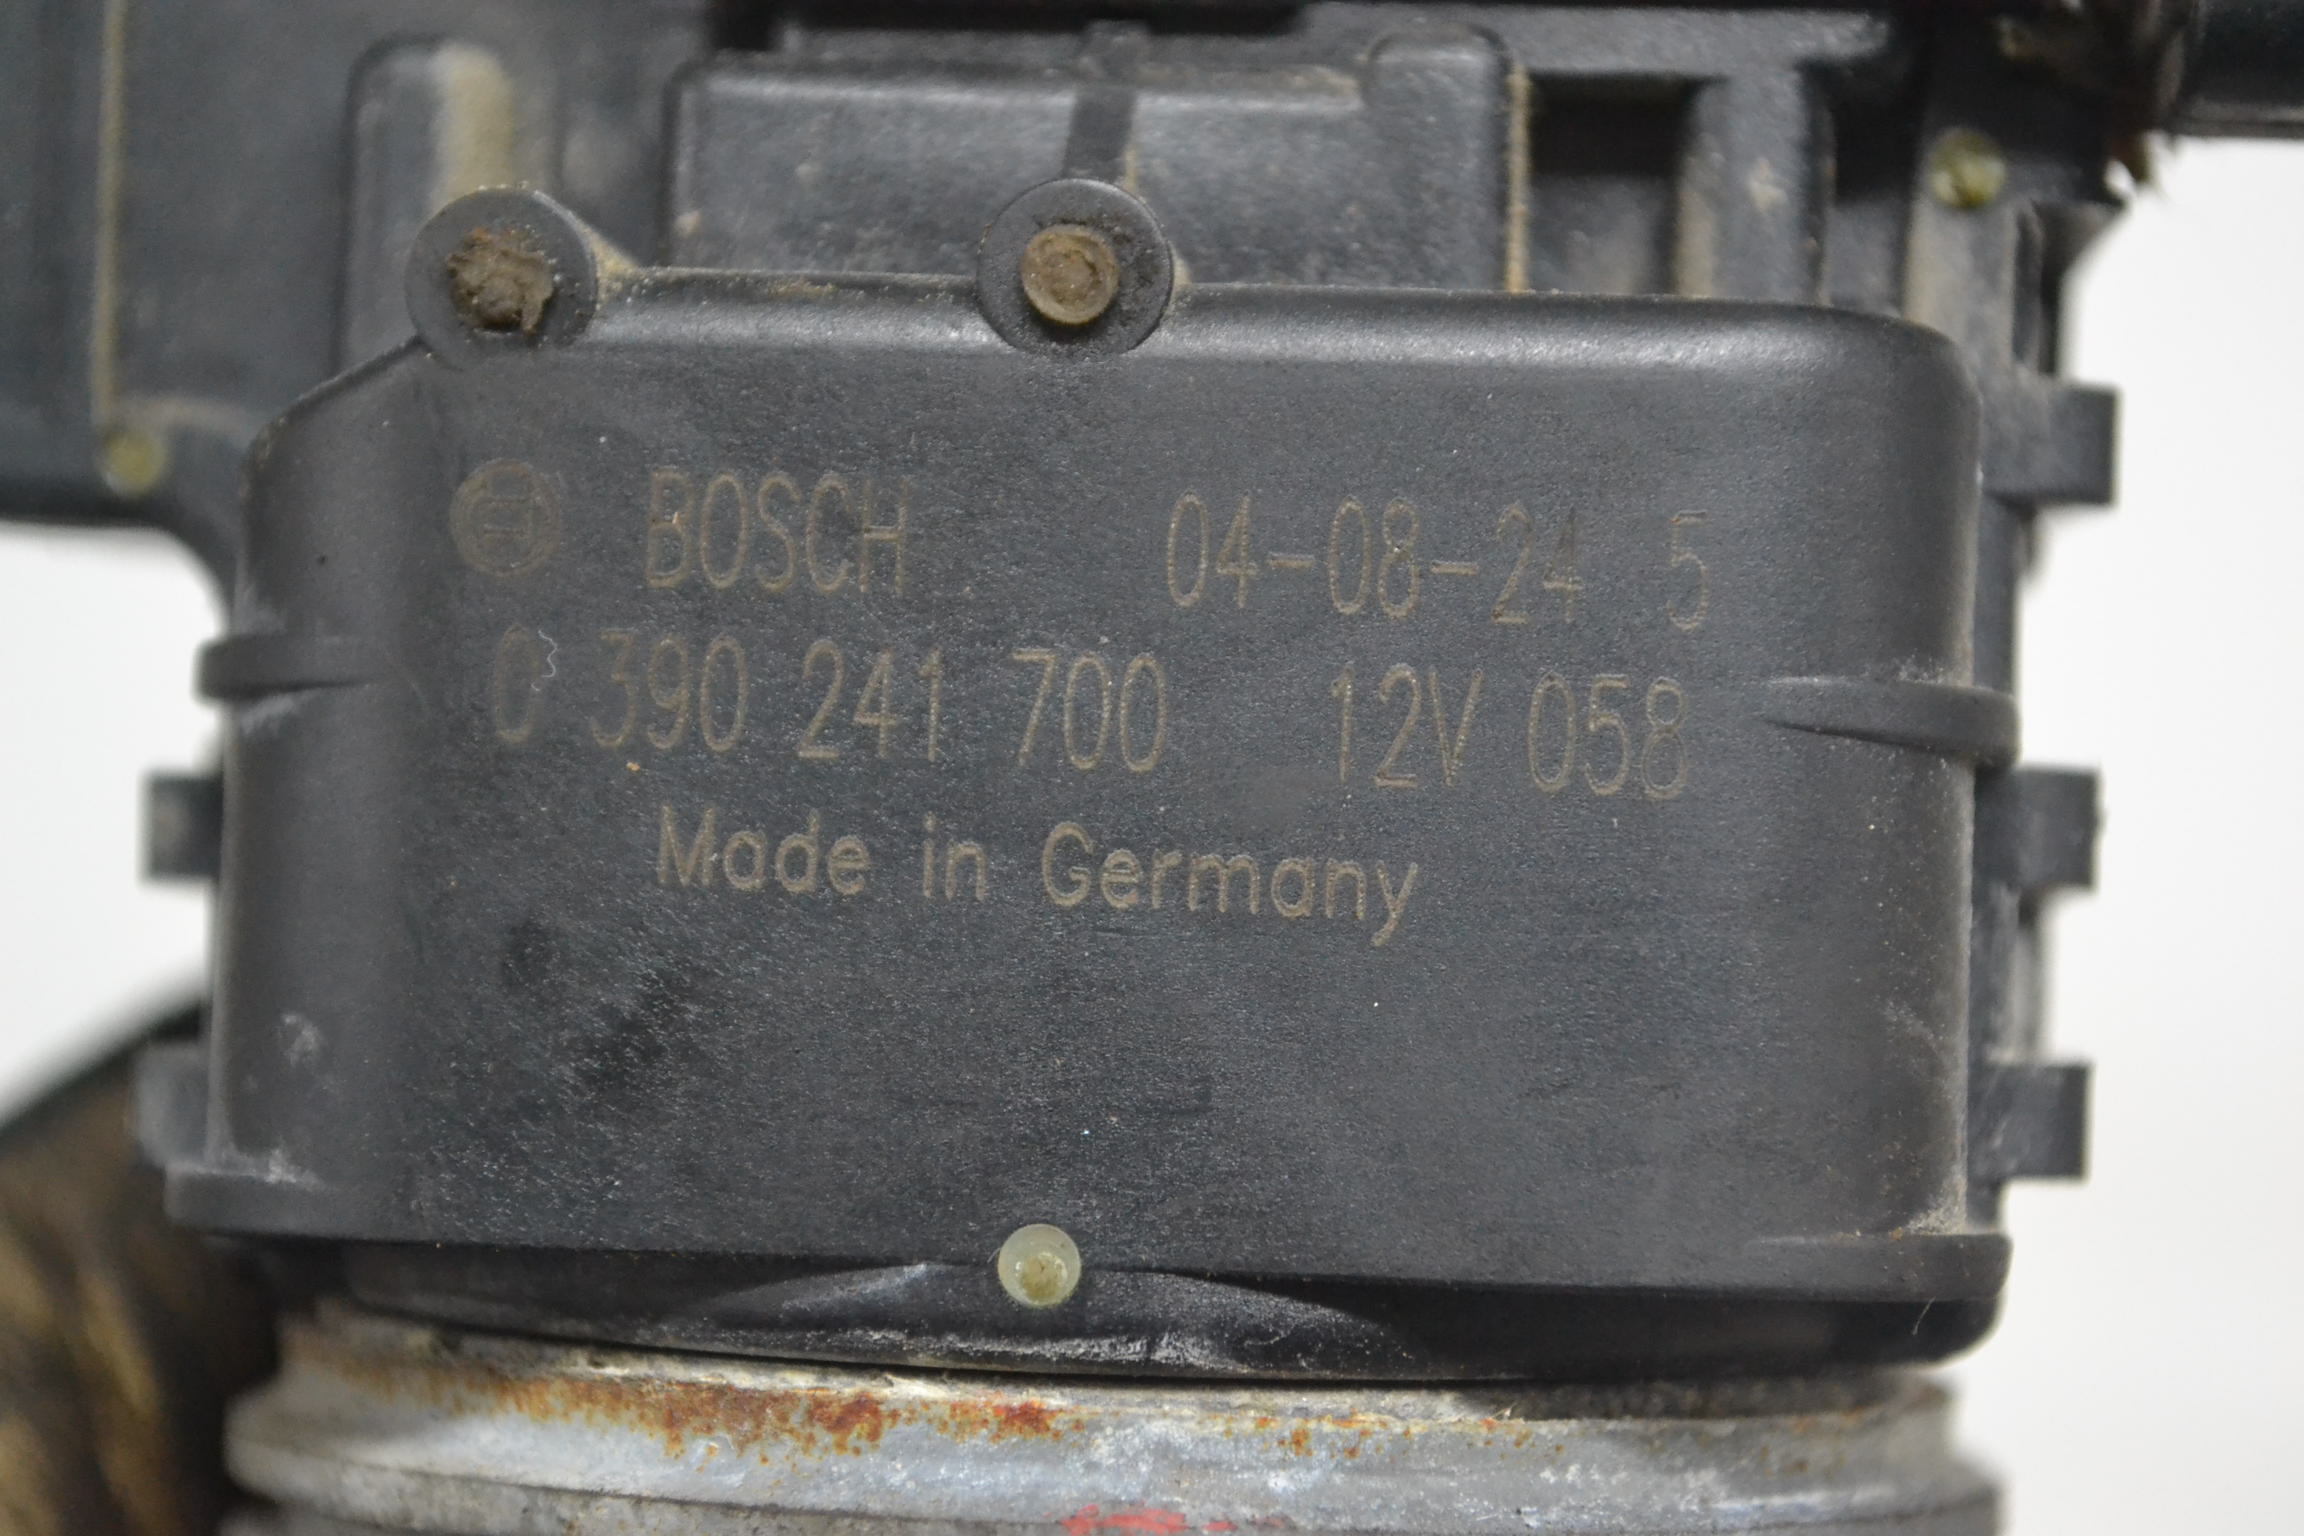 BOSCH 04-08-24 5
0 390 241 700 12V 058
Made in Germany